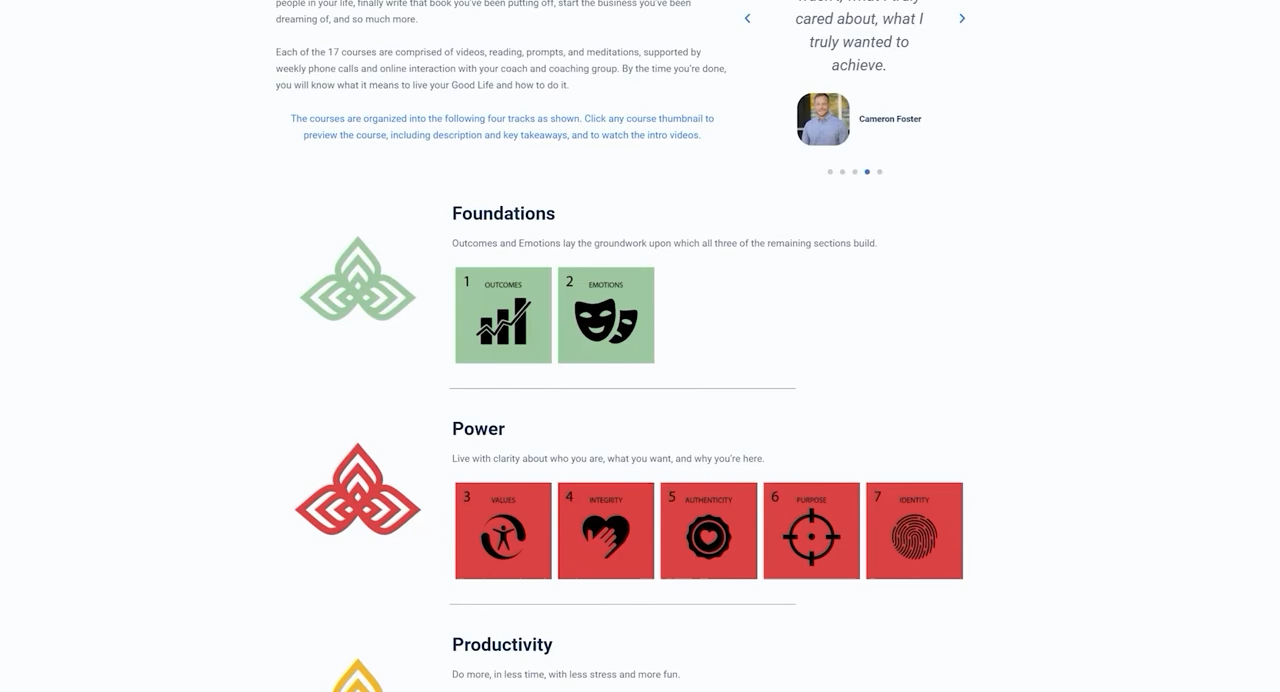 people in your life, finally write that book you've been putting off, start the business you've been
dreaming of, and so much more.
Each of the 17 courses are comprised of videos, reading, prompts, and meditations, supported by
weekly phone calls and online interaction with your coach and coaching group. By the time you're done,
you will know what it means to live your Good Life and how to do it.
The courses are organized into the following four tracks as shown. Click any course thumbnail to
preview the course, including description and key takeaways, and to watch the intro videos.
wasn't, what I truly
cared about, what I
truly wanted to
achieve.
Cameron Foster
Foundations
Outcomes and Emotions lay the groundwork upon which all three of the remaining sections build.
1 OUTCOMES
2 EMOTIONS
Power
Live with clarity about who you are, what you want, and why you're here.
3 VALUES
4 INTEGRITY
5 AUTHENTICITY
6 PURPOSE
7 IDENTITY
Productivity
Do more, in less time, with less stress and more fun.